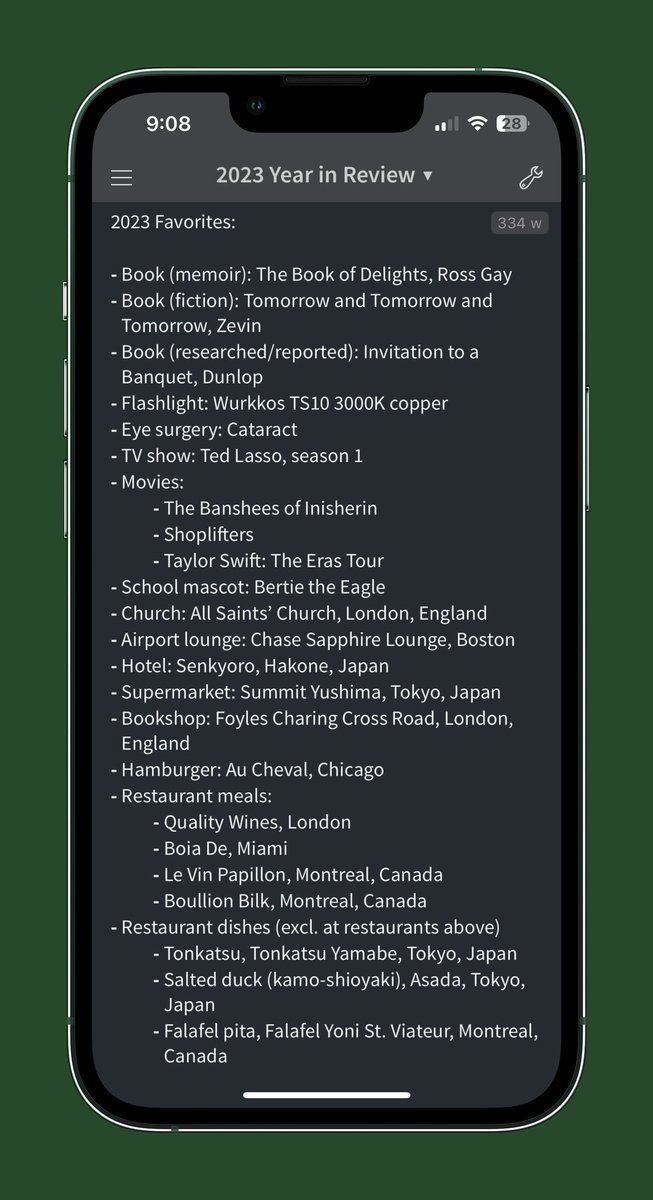 9:08
28
2023 Year in Review ▾
2023 Favorites:
334 w
- Book (memoir): The Book of Delights, Ross Gay
- Book (fiction): Tomorrow and Tomorrow and
Tomorrow, Zevin
- Book (researched/reported): Invitation to a
Banquet, Dunlop
- Flashlight: Wurkkos TS10 3000K copper
- Eye surgery: Cataract
- TV show: Ted Lasso, season 1
- Movies:
- The Banshees of Inisherin
- Shoplifters
- Taylor Swift: The Eras Tour
- School mascot: Bertie the Eagle
- Church: All Saints’ Church, London, England
- Airport lounge: Chase Sapphire Lounge, Boston
- Hotel: Senkyoro, Hakone, Japan
- Supermarket: Summit Yushima, Tokyo, Japan
- Bookshop: Foyles Charing Cross Road, London,
England
- Hamburger: Au Cheval, Chicago
- Restaurant meals:
- Quality Wines, London
- Boia De, Miami
- Le Vin Papillon, Montreal, Canada
- Boullion Bilk, Montreal, Canada
- Restaurant dishes (excl. at restaurants above)
- Tonkatsu, Tonkatsu Yamabe, Tokyo, Japan
- Salted duck (kamo-shioyaki), Asada, Tokyo,
Japan
- Falafel pita, Falafel Yoni St. Viateur, Montreal,
Canada